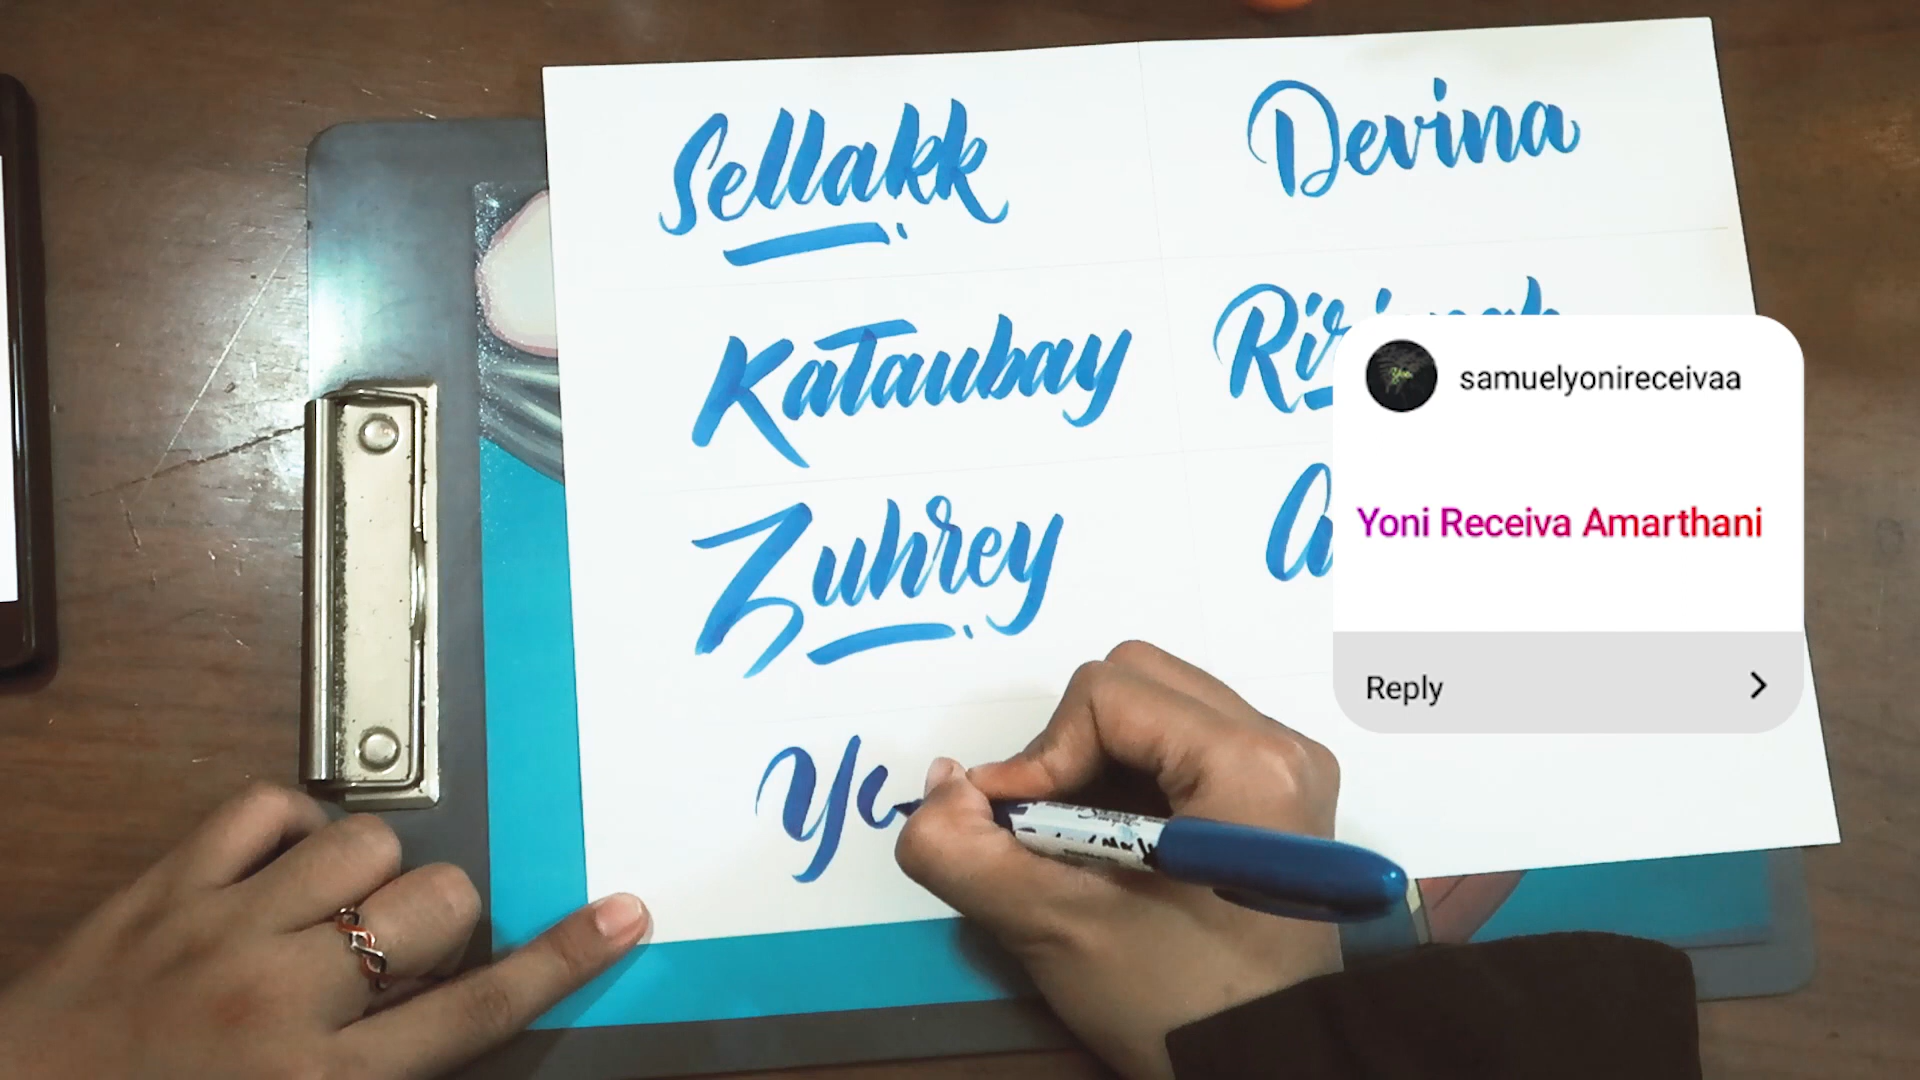 Sellakk
Devina
Kataubay
Zuhrey
samuelyonireceivaa
Yoni Receiva Amarthani
Reply